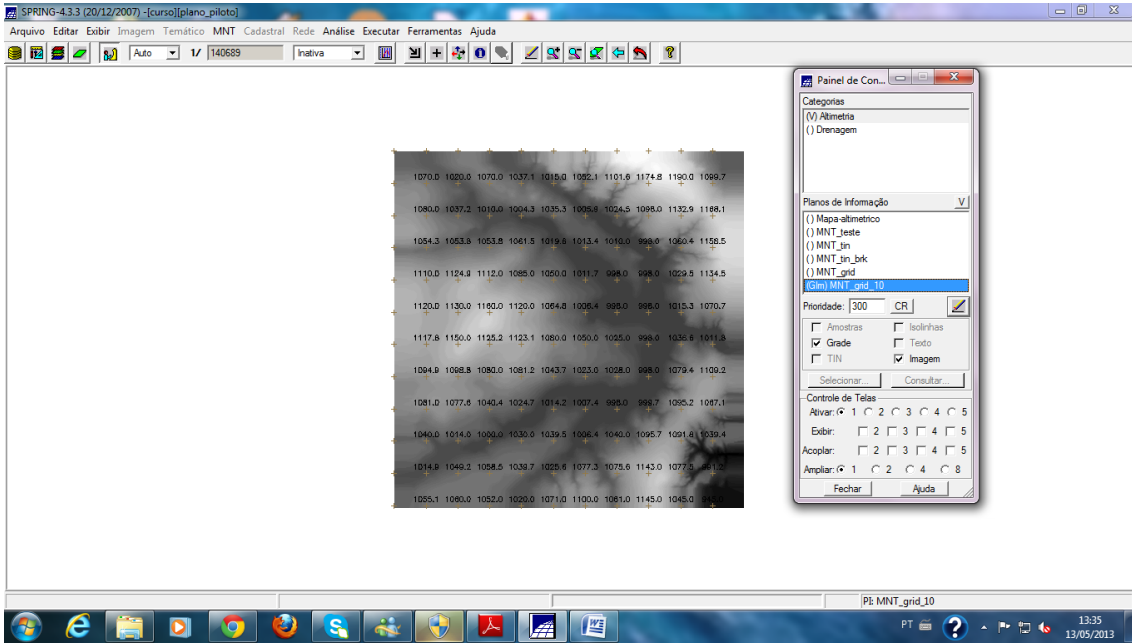 SPRING-4.3.3 (20/12/2007) -[curso][plano_piloto]
Arquivo Editar Exibir Imagem Temático MNT Cadastral Rede Análise Executar Ferramentas Ajuda
Auto 1/ 140689 Inativa
Painel de Con...
Categorias
(V) Altimetria
( ) Drenagem
Planos de Informação V
( ) Mapa-altimetrico
( ) MNT_teste
( ) MNT_tin
( ) MNT_tin_brk
( ) MNT_grid
(Glm) MNT_grid_10
Prioridade: 300 CR
Amostras Isolinhas
Grade Texto
TIN Imagem
Selecionar... Consultar...
Controle de Telas
Ativar: 1 2 3 4 5
Exibir: 2 3 4 5
Acoplar: 2 3 4 5
Ampliar: 1 2 4 8
Fechar Ajuda
1070.0 1020.0 1070.0 1037.1 1015.0 1052.1 1101.6 1174.8 1190.0 1099.7
1080.0 1037.2 1010.0 1004.3 1035.3 1005.6 1024.5 1098.0 1132.9 1168.1
1054.3 1053.8 1053.8 1061.5 1019.6 1013.4 1010.0 998.0 1060.4 1158.5
1110.0 1124.9 1112.0 1085.0 1050.0 1011.7 998.0 998.0 1029.5 1134.5
1120.0 1130.0 1160.0 1120.0 1064.8 1006.4 998.0 998.0 1015.3 1070.7
1117.8 1150.0 1125.2 1123.1 1080.0 1050.0 1025.0 998.0 1036.6 1011.8
1094.9 1098.8 1080.0 1081.2 1043.7 1023.0 1028.0 998.0 1079.4 1109.2
1081.0 1077.6 1040.4 1024.7 1014.2 1007.4 998.0 999.7 1095.2 1067.1
1040.0 1014.0 1000.0 1030.0 1039.5 1006.4 1040.0 1095.7 1091.8 1039.4
1014.9 1049.2 1058.5 1039.7 1025.6 1077.3 1075.6 1143.0 1077.5
1055.1 1060.0 1052.0 1020.0 1071.0 1100.0 1061.0 1145.0 1045.0
PI: MNT_grid_10
PT
13:35
13/05/2013